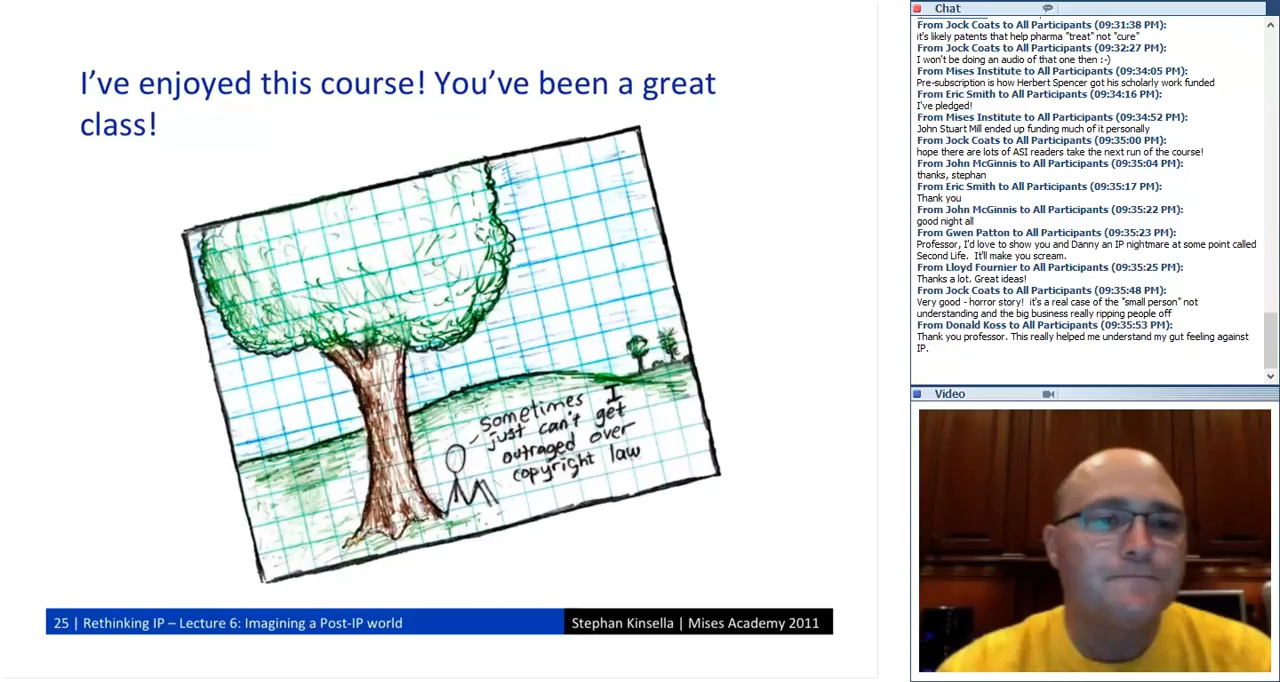 I've enjoyed this course! You've been a great
class!
Sometimes I
just can't get
outraged over
copyright law
25 | Rethinking IP – Lecture 6: Imagining a Post-IP world
Stephan Kinsella | Mises Academy 2011
Chat
From Jock Coats to All Participants (09:31:38 PM):
it's likely patents that help pharma "treat" not "cure"
From Jock Coats to All Participants (09:32:27 PM):
I won't be doing an audio of that one then :-)
From Mises Institute to All Participants (09:34:05 PM):
Pre-subscription is how Herbert Spencer got his scholarly work funded
From Eric Smith to All Participants (09:34:16 PM):
I've pledged!
From Mises Institute to All Participants (09:34:52 PM):
John Stuart Mill ended up funding much of it personally
From Jock Coats to All Participants (09:35:00 PM):
hope there are lots of ASI readers take the next run of the course!
From John McGinnis to All Participants (09:35:04 PM):
thanks, stephan
From Eric Smith to All Participants (09:35:17 PM):
Thank you
From John McGinnis to All Participants (09:35:22 PM):
good night all
From Gwen Patton to All Participants (09:35:23 PM):
Professor, I'd love to show you and Danny an IP nightmare at some point called
Second Life. It'll make you scream.
From Lloyd Fournier to All Participants (09:35:25 PM):
Thanks a lot. Great ideas!
From Jock Coats to All Participants (09:35:48 PM):
Very good - horror story! it's a real case of the "small person" not
understanding and the big business really ripping people off
From Donald Koss to All Participants (09:35:53 PM):
Thank you professor. This really helped me understand my gut feeling against
IP.
Video